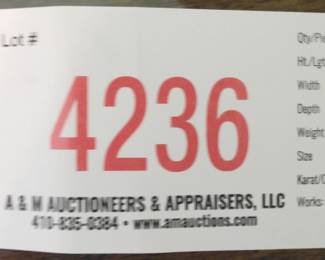 Lot #
4236
A & M AUCTIONEERS & APPRAISERS, LLC
410-835-0384 • www.amauctions.com
Qty/Pie
Ht./Lgt
Width
Depth
Weight
Size
Karat/C
Works: